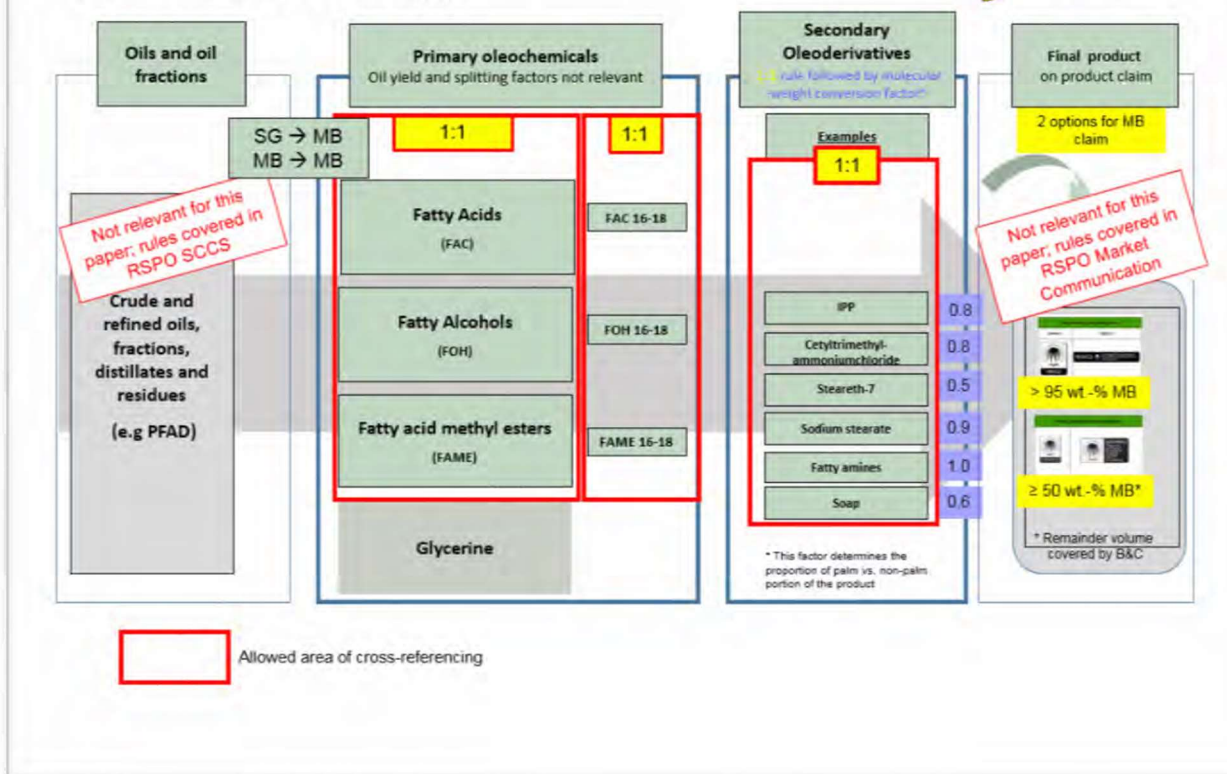 Oils and oil
fractions
Primary oleochemicals
Oil yield and splitting factors not relevant
Secondary
Oleoderivatives
rule followed by molecular
weight conversion factor*
Final product
on product claim
SG → MB
MB → MB
1:1
1:1
Examples
1:1
2 options for MB
claim
Not relevant for this
paper; rules covered in
RSPO SCCS
Crude and
refined oils,
fractions,
distillates and
residues
(e.g PFAD)
Fatty Acids
(FAC)
FAC 16-18
Fatty Alcohols
(FOH)
FOH 16-18
Fatty acid methyl esters
(FAME)
FAME 16-18
Glycerine
IPP
0.8
Cetyltrimethyl-
ammoniumchloride
0.8
Steareth-7
0.5
Sodium stearate
0.9
Fatty amines
1.0
Soap
0.6
* This factor determines the
proportion of palm vs. non-palm
portion of the product
Not relevant for this
paper; rules covered in
RSPO Market
Communication
> 95 wt.-% MB
≥ 50 wt.-% MB*
* Remainder volume
covered by B&C
Allowed area of cross-referencing